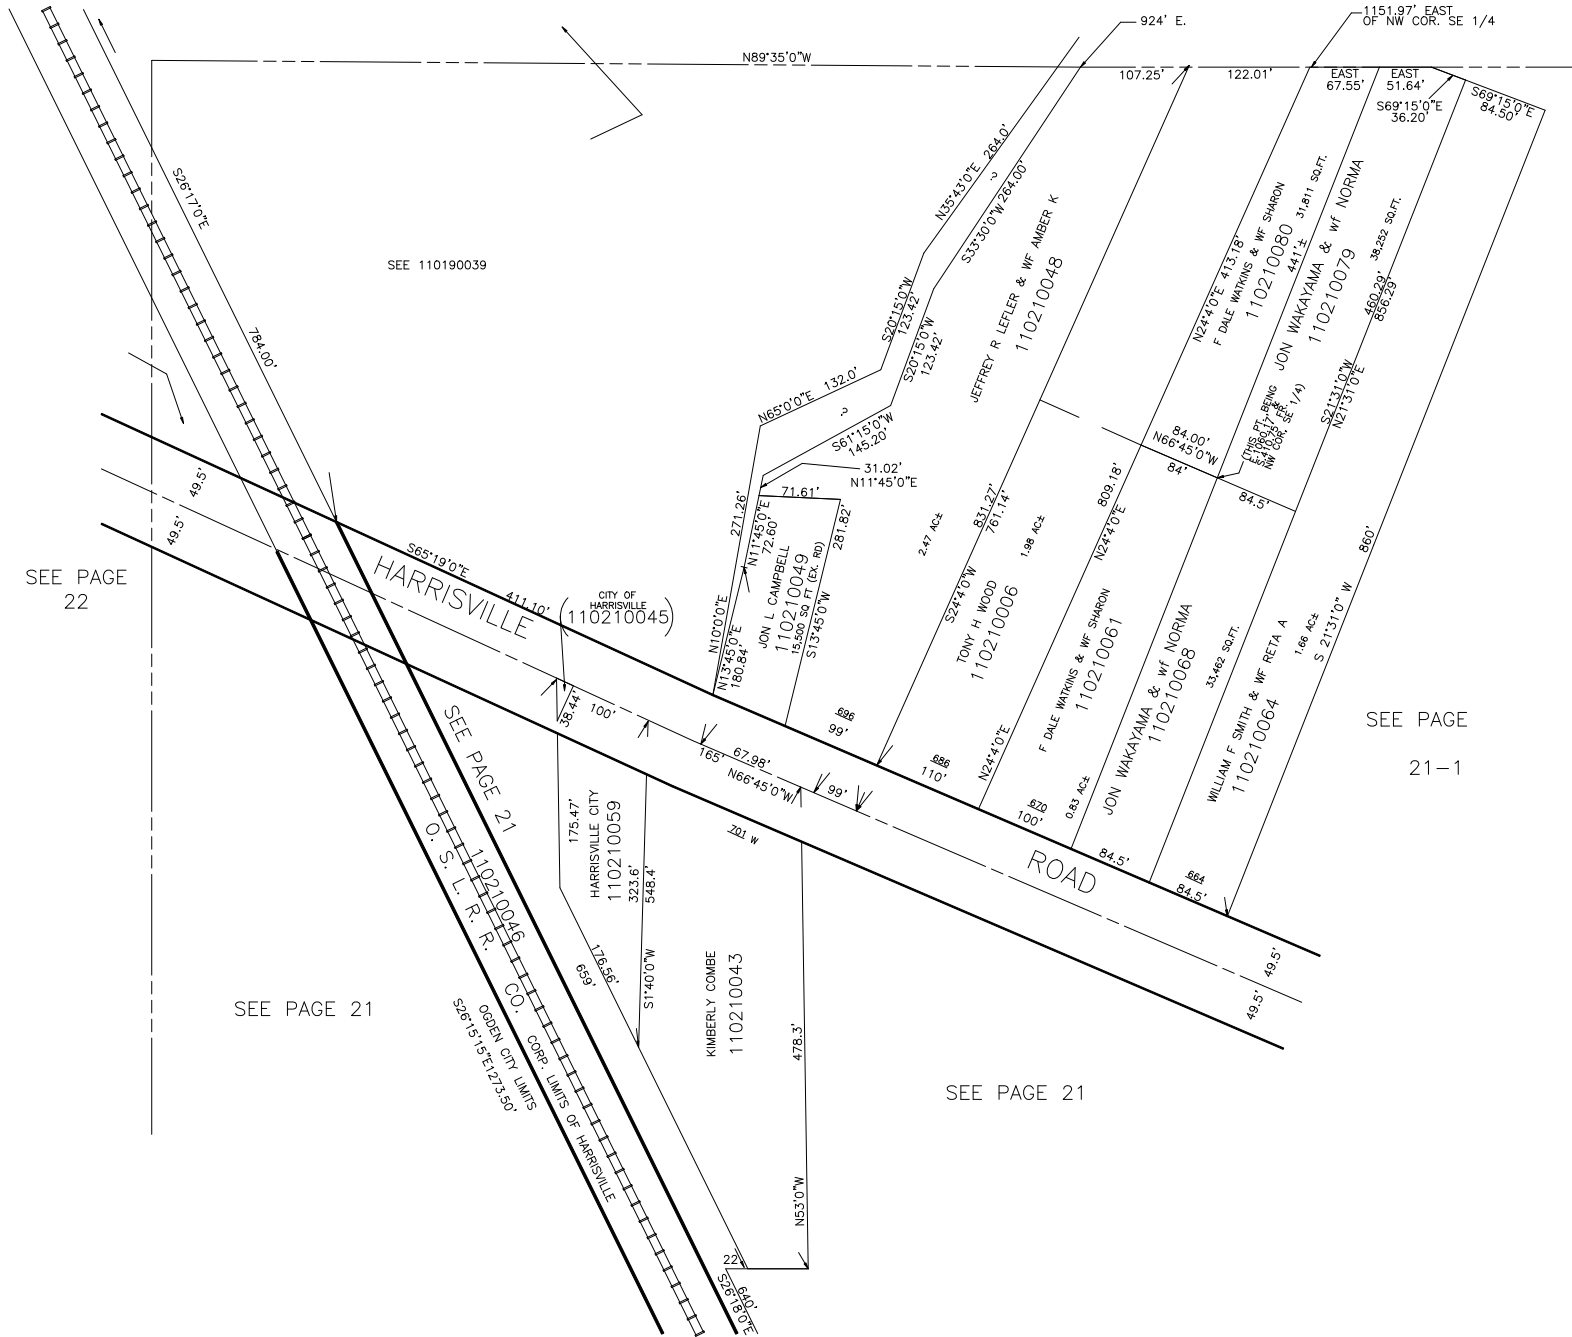 924' E.
1151.97' EAST
OF NW COR. SE 1/4
N89°35'0"W
107.25'
122.01'
EAST
67.55'
EAST
51.64'
S69°15'0"E
36.20'
S69°15'0"E
84.50'
S26°17'0"E
784.00'
SEE 110190039
N35°43'0"E 264.0'
S33°30'0"W 264.00'
S20°15'0"W
123.42'
S20°15'0"W
123.42'
N65°0'0"E 132.0'
S61°15'0"W
145.20'
31.02'
N11°45'0"E
71.61'
271.26'
N11°45'0"E
72.60'
281.82'
N10°0'0"E
N13°45'0"E
180.84'
JON L CAMPBELL
110210049
15,500 SQ FT (EX. RD)
S13°45'0"W
JEFFREY R LEFLER & WF AMBER K
110210048
2.47 AC±
831.27'
761.14'
S24°4'0"W
TONY H WOOD
110210006
1.98 AC±
809.18'
N24°4'0"E
N24°4'0"E
N24°4'0"E 413.18'
F DALE WATKINS & WF SHARON
110210080
441'±
31,811 SQ.FT.
JON WAKAYAMA & wf NORMA
110210079
38,252 SQ.FT.
460.29'
856.29'
S21°31'0"W
N21°31'0"E
84.00'
N66°45'0"W
84'
(THIS PT. BEING
NW COR, SE 1/4)
84.5'
860'
S 21°31'0" W
F DALE WATKINS & WF SHARON
110210061
0.83 AC±
JON WAKAYAMA & wf NORMA
110210068
33,462 SQ.FT.
WILLIAM F SMITH & WF RETA A
110210064
1.66 AC±
SEE PAGE
21-1
SEE PAGE
22
49.5'
49.5'
S65°19'0"E
411.10'
HARRISVILLE
ROAD
CITY OF
HARRISVILLE
(110210045)
38.44'
100'
165'
67.98'
N66°45'0"W
99'
696
99'
686
110'
670
100'
84.5'
664
84.5'
49.5'
49.5'
701 W
175.47'
HARRISVILLE CITY
110210059
323.6'
548.4'
S1°40'0"W
176.56'
659'
KIMBERLY COMBE
110210043
478.3'
N53'0"W
22'
640'
S26°18'0"E
SEE PAGE 21
110210046
O. S. L. R. R. CO.
CORP. LIMITS OF HARRISVILLE
OGDEN CITY LIMITS
S26°15'15"E1273.50'
SEE PAGE 21
SEE PAGE 21